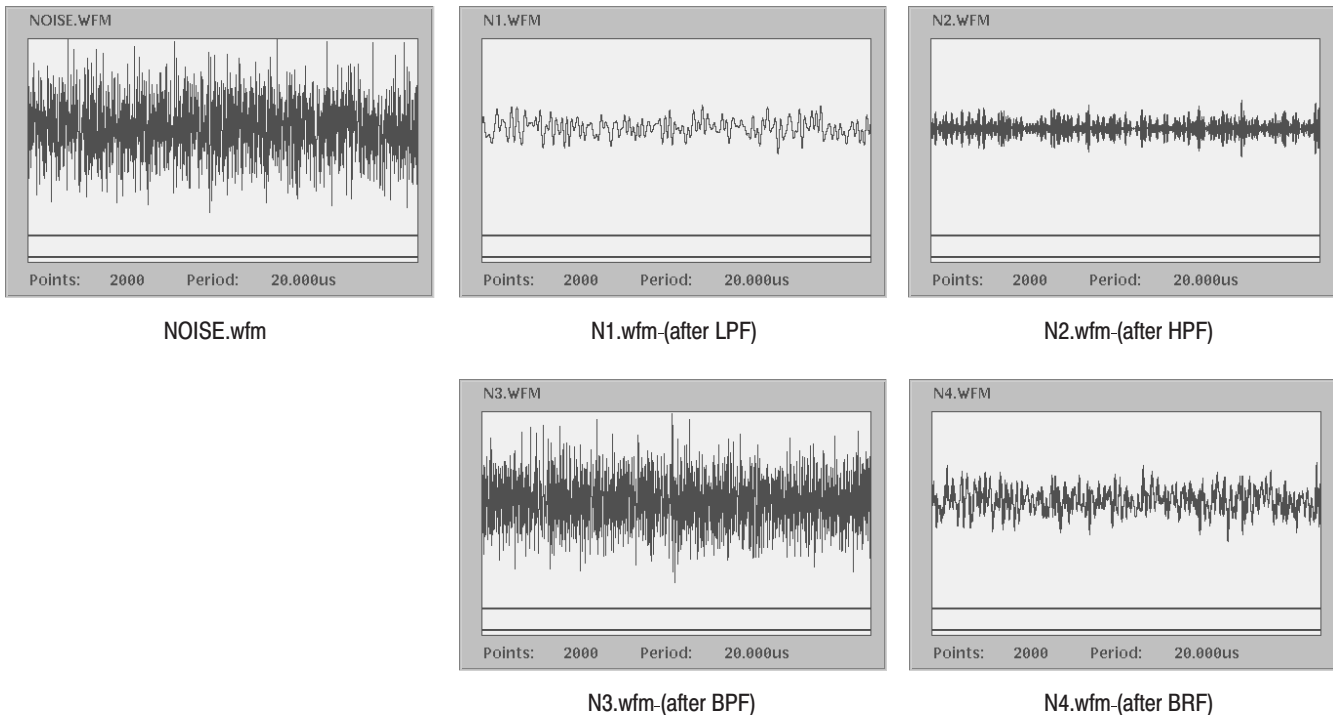 NOISE.WFM
Points: 2000 Period: 20.000us
NOISE.wfm
N1.WFM
Points: 2000 Period: 20.000us
N1.wfm-(after LPF)
N2.WFM
Points: 2000 Period: 20.000us
N2.wfm-(after HPF)
N3.WFM
Points: 2000 Period: 20.000us
N3.wfm-(after BPF)
N4.WFM
Points: 2000 Period: 20.000us
N4.wfm-(after BRF)